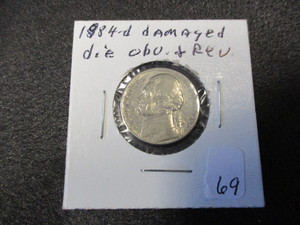 1984-d damaged
die obv. & Rev.
69